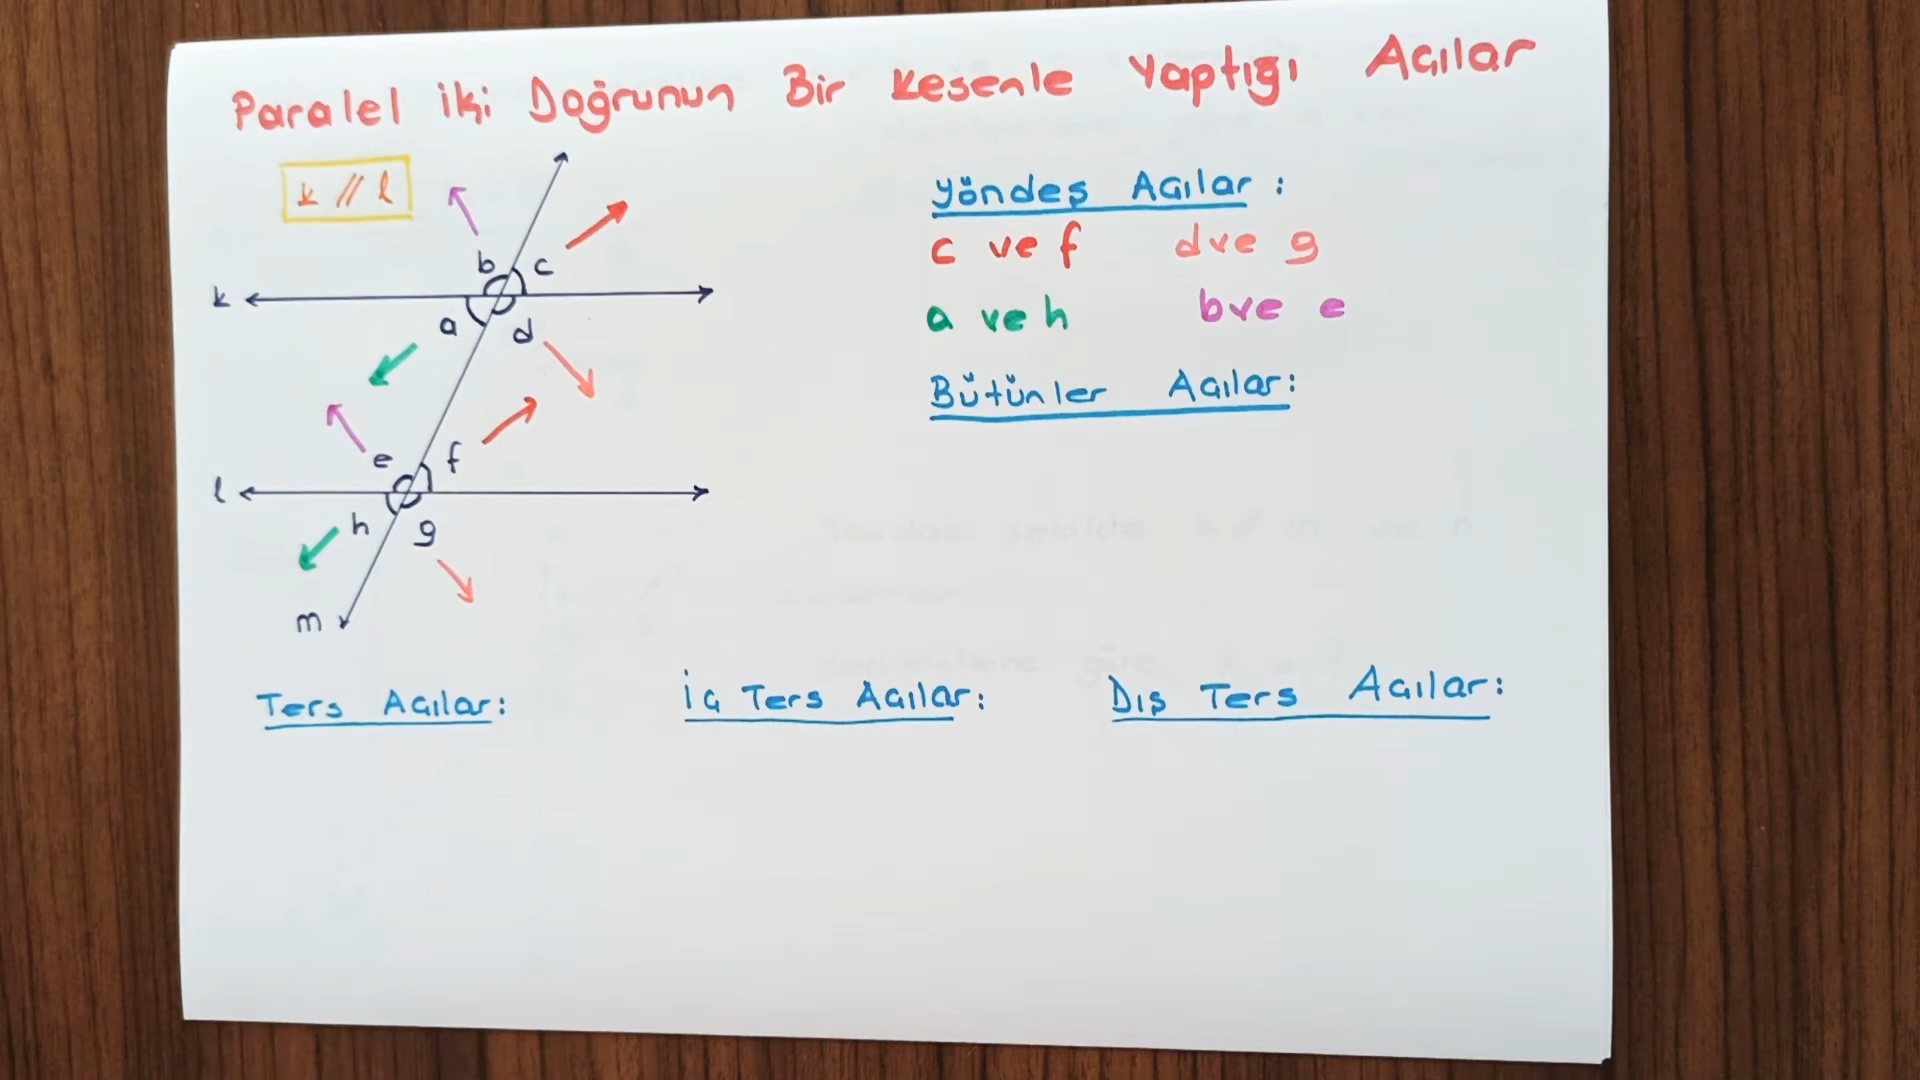 Paralel iki Doğrunun Bir Kesenle Yaptığı Açılar
k // l
b c
k
a d
e f
l
h g
m
Yöndeş Açılar :
c ve f d ve g
a ve h b ve e
Bütünler Açılar:
Ters Açılar: İç Ters Açılar: Dış Ters Açılar: